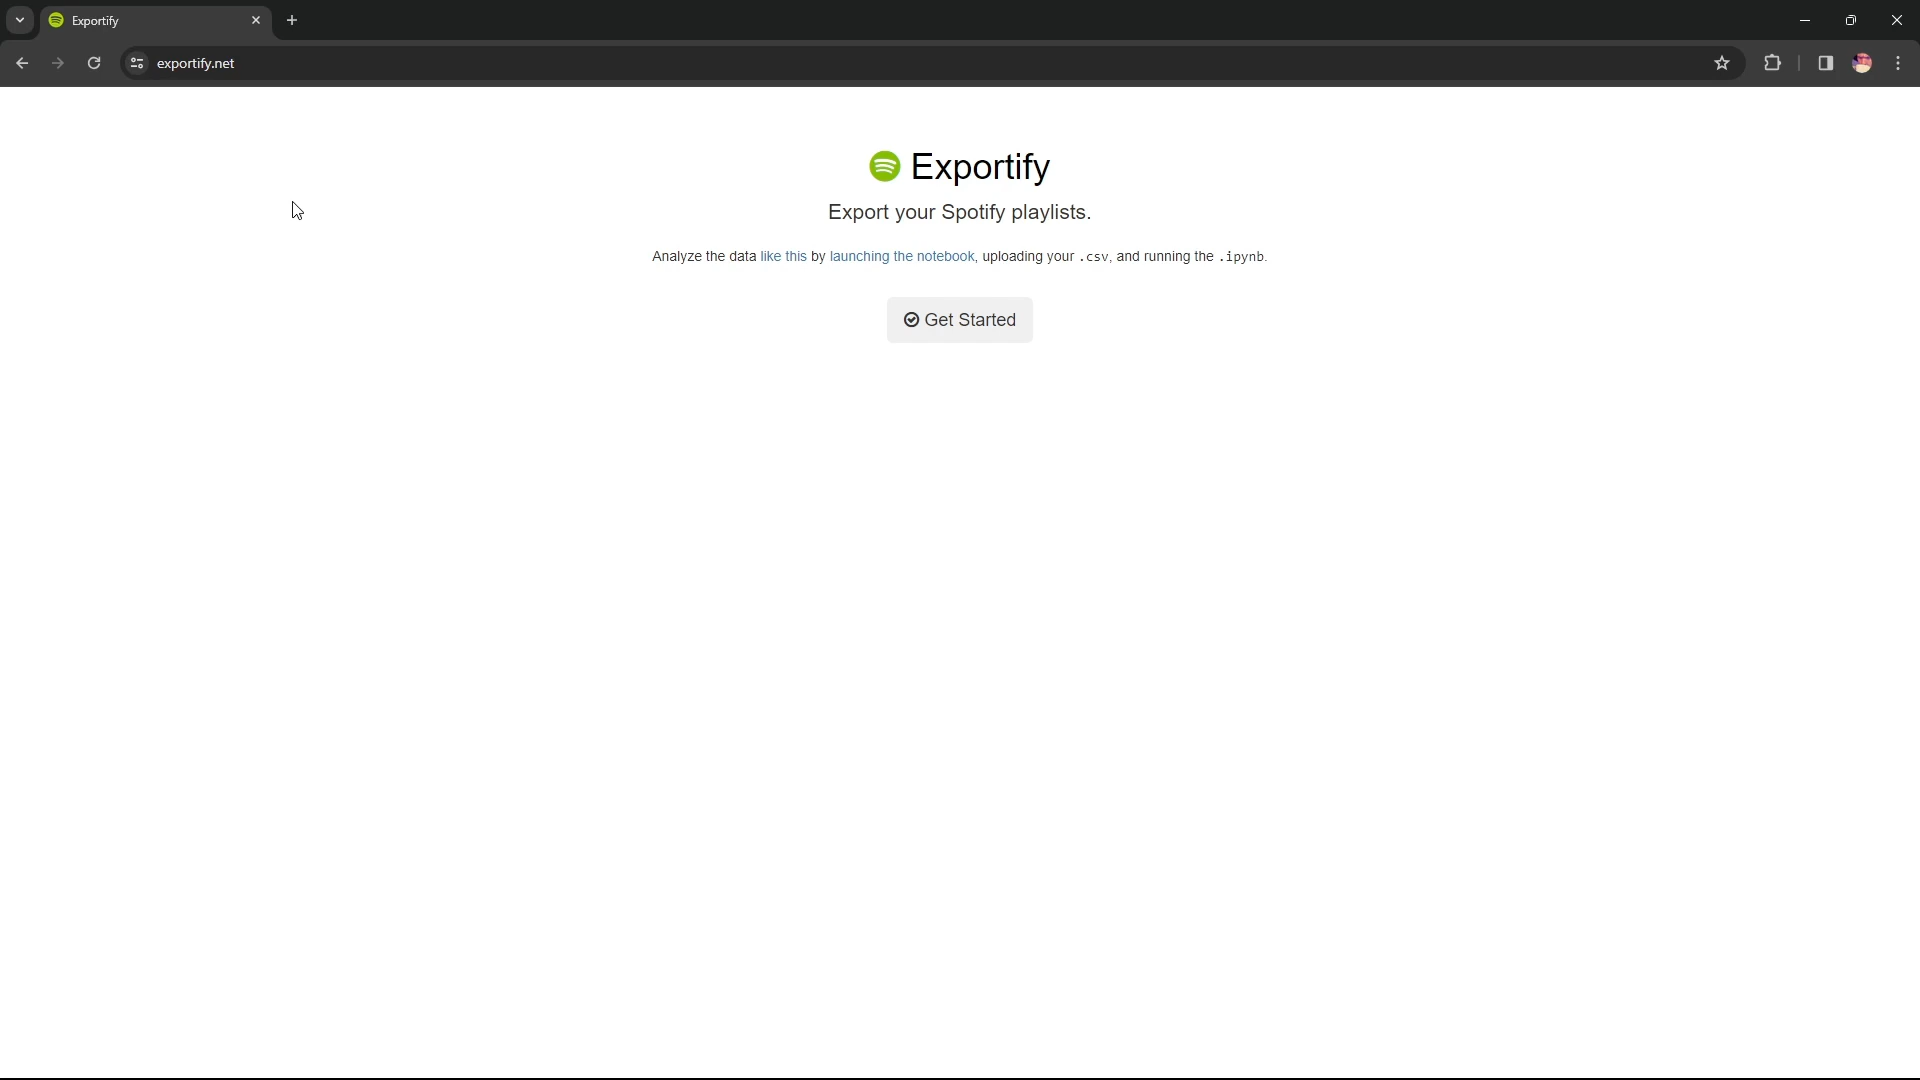 Exportify
exportify.net
Exportify
Export your Spotify playlists.
Analyze the data like this by launching the notebook, uploading your .csv, and running the .ipynb.
Get Started